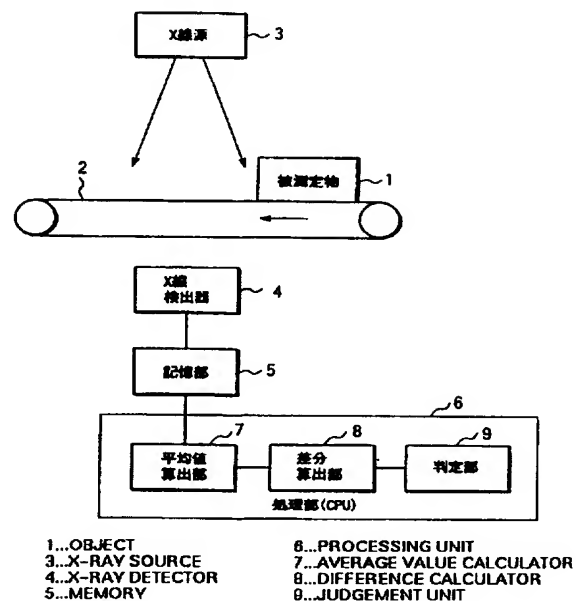 X線源
3
2
被測定物
1
X線
検出器
4
記憶部
5
6
7
8
9
平均値
算出部
差分
算出部
判定部
処理部(CPU)
1...OBJECT
3...X-RAY SOURCE
4...X-RAY DETECTOR
5...MEMORY
6...PROCESSING UNIT
7...AVERAGE VALUE CALCULATOR
8...DIFFERENCE CALCULATOR
9...JUDGEMENT UNIT